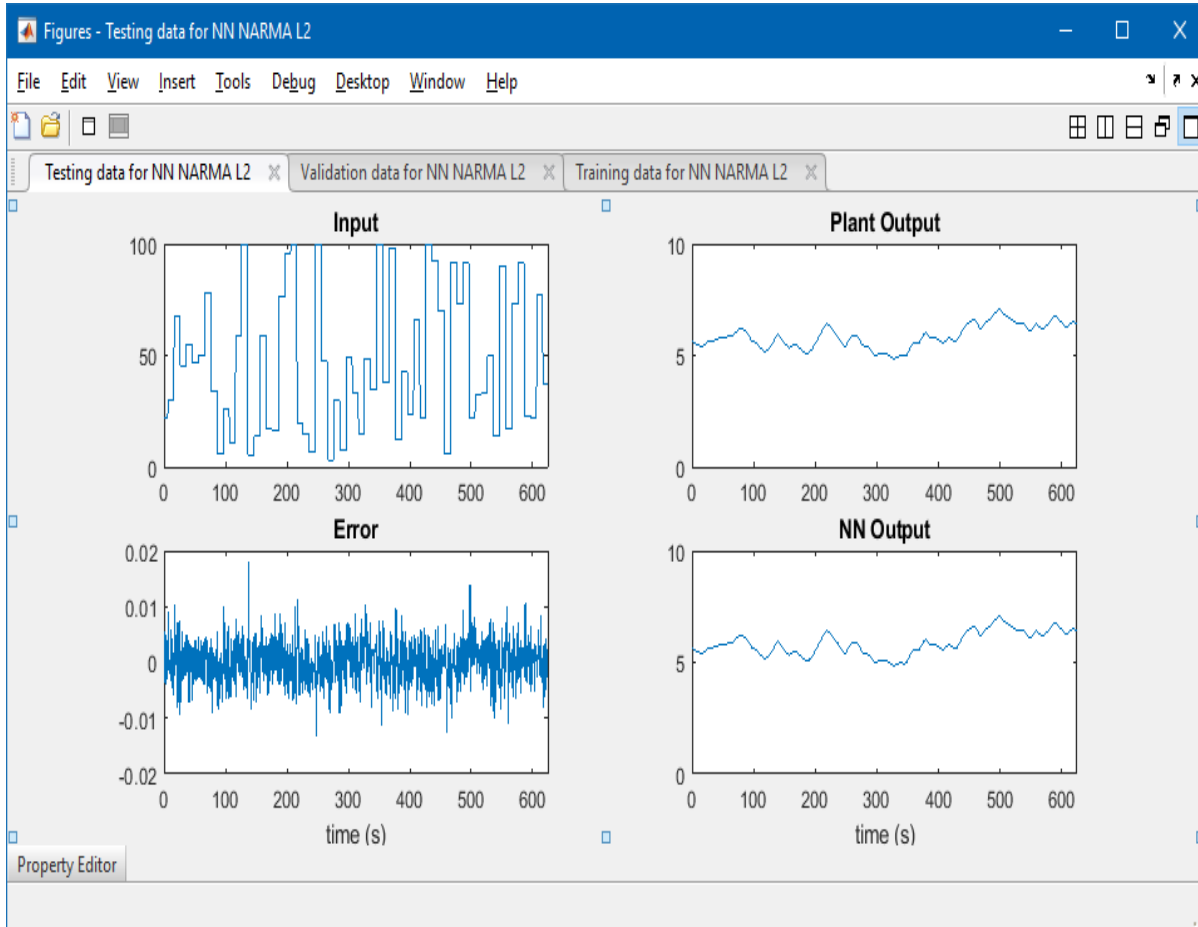 Figures - Testing data for NN NARMA L2
File Edit View Insert Tools Debug Desktop Window Help
Testing data for NN NARMA L2 Validation data for NN NARMA L2 Training data for NN NARMA L2
Input
100
50
0
0 100 200 300 400 500 600
Plant Output
10
5
0
0 100 200 300 400 500 600
Error
0.02
0.01
0
-0.01
-0.02
0 100 200 300 400 500 600
time (s)
NN Output
10
5
0
0 100 200 300 400 500 600
time (s)
Property Editor